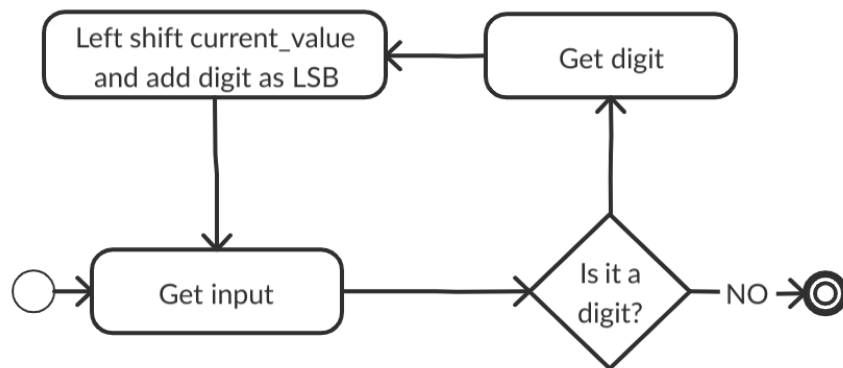 Left shift current_value
and add digit as LSB
Get digit
Get input
Is it a
digit?
NO